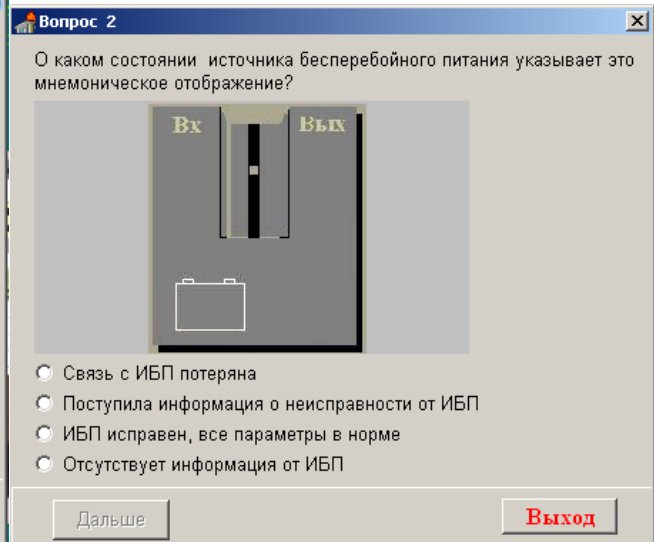 Вопрос 2
О каком состоянии источника бесперебойного питания указывает это
мнемоническое отображение?
Вх Вых
Связь с ИБП потеряна
Поступила информация о неисправности от ИБП
ИБП исправен, все параметры в норме
Отсутствует информация от ИБП
Дальше Выход